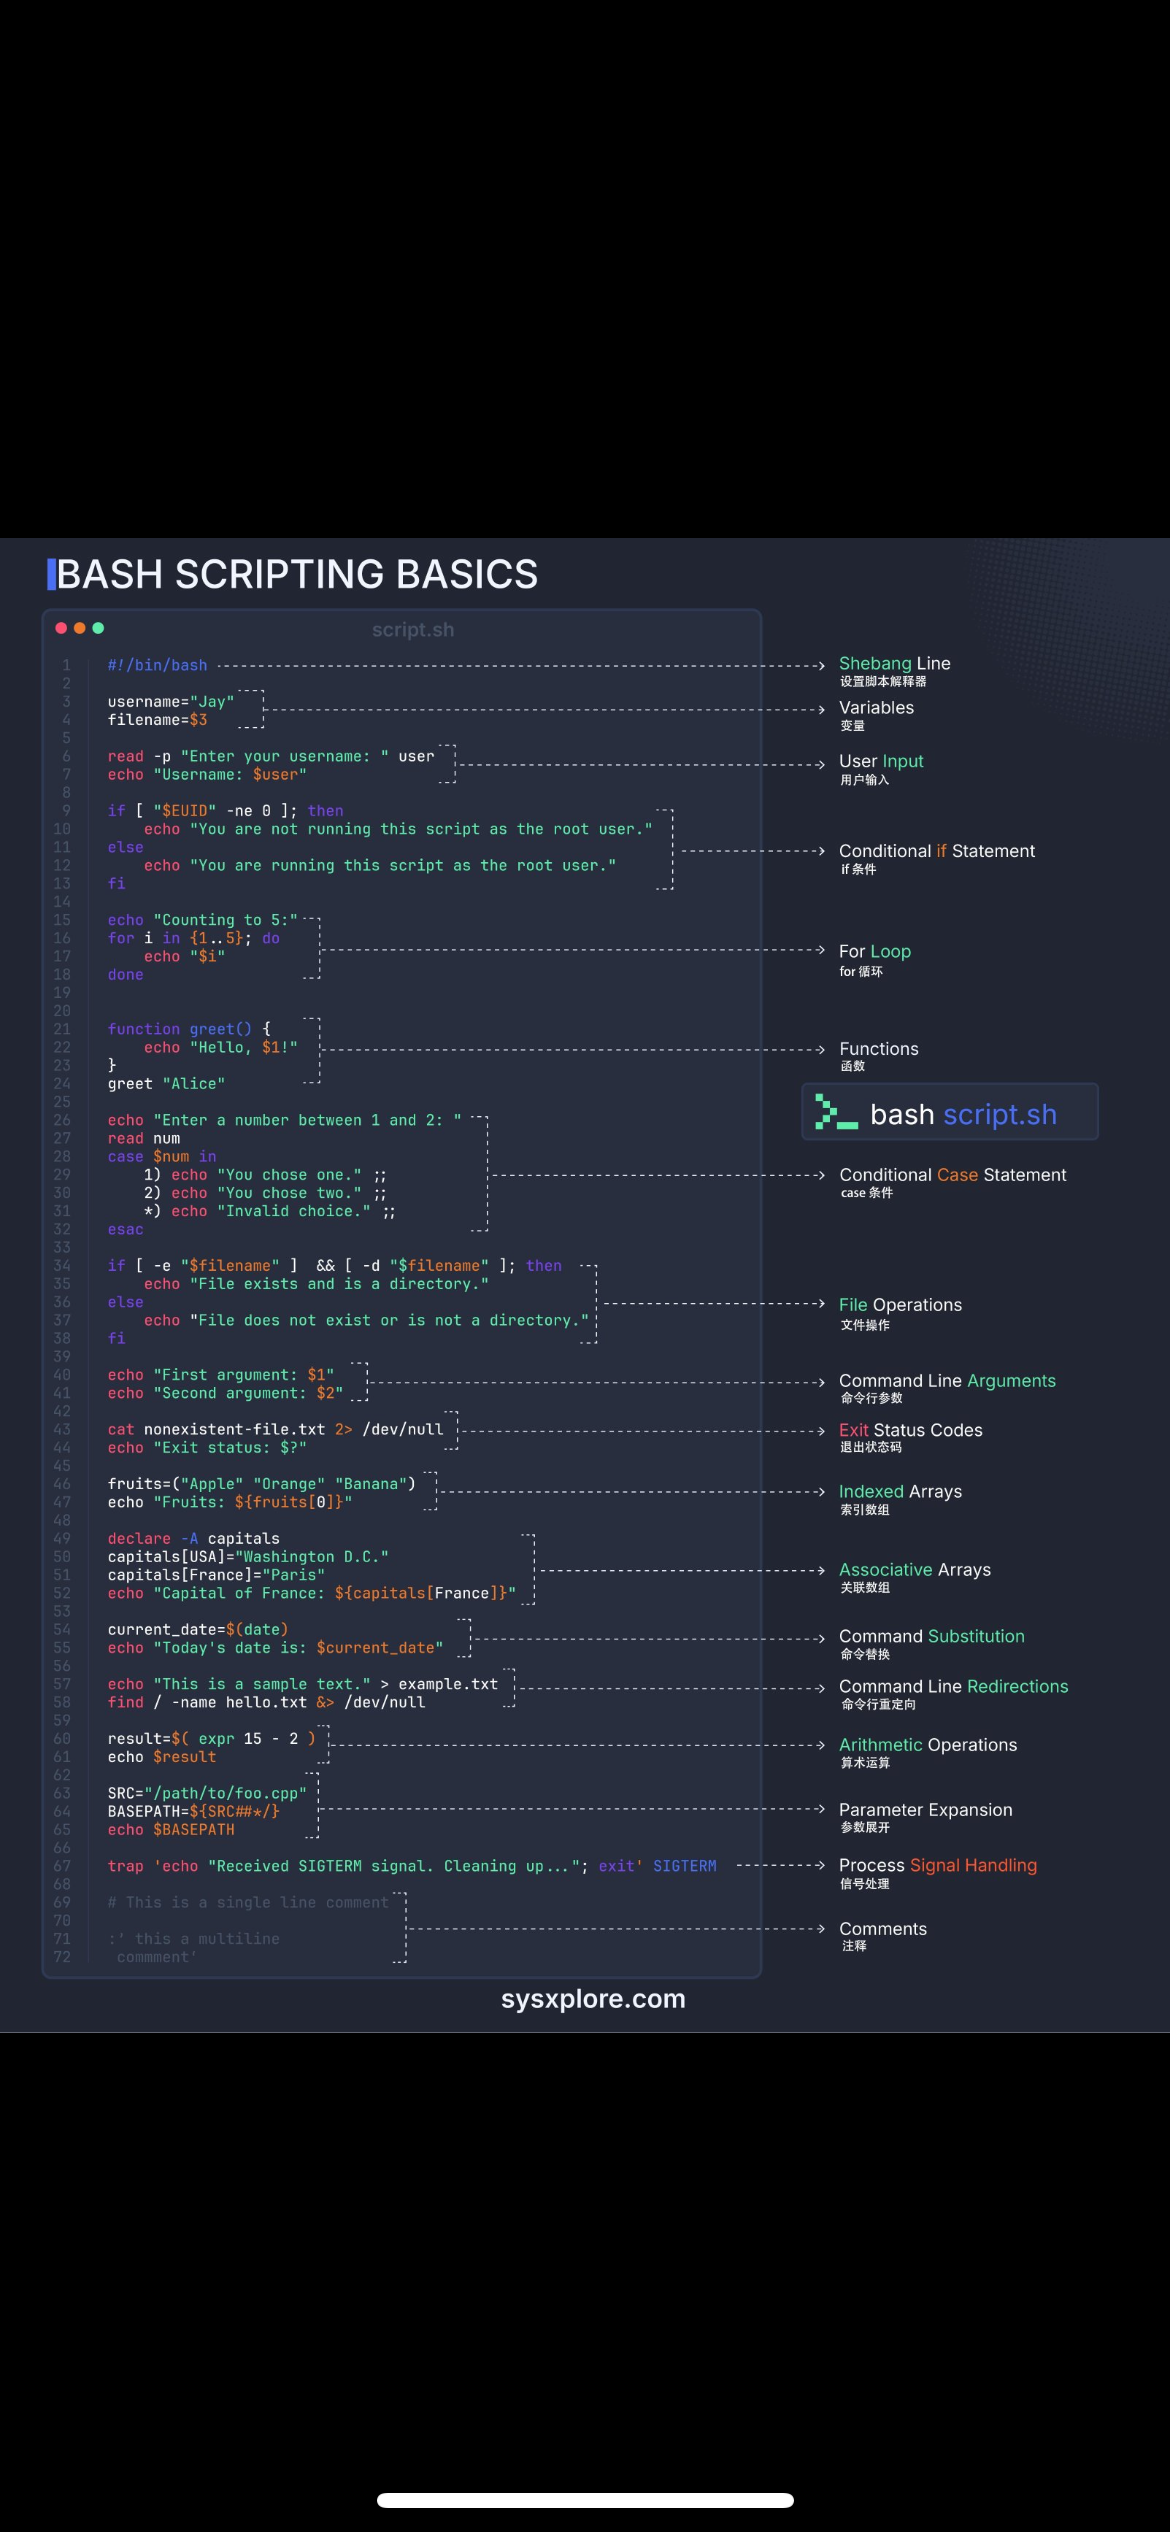 BASH SCRIPTING BASICS
script.sh
1 #!/bin/bash
Shebang Line
设置脚本解释器
2
3 username="Jay"
4 filename=$3
Variables
变量
5
6 read -p "Enter your username: " user
7 echo "Username: $user"
User Input
用户输入
8
9 if [ "$EUID" -ne 0 ]; then
10 echo "You are not running this script as the root user."
11 else
12 echo "You are running this script as the root user."
13 fi
Conditional if Statement
if 条件
14
15 echo "Counting to 5:"
16 for i in {1..5}; do
17 echo "$i"
18 done
For Loop
for 循环
19
20
21 function greet() {
22 echo "Hello, $1!"
23 }
24 greet "Alice"
Functions
函数
bash script.sh
25
26 echo "Enter a number between 1 and 2: "
27 read num
28 case $num in
29 1) echo "You chose one." ;;
30 2) echo "You chose two." ;;
31 *) echo "Invalid choice." ;;
32 esac
Conditional Case Statement
case 条件
33
34 if [ -e "$filename" ] && [ -d "$filename" ]; then
35 echo "File exists and is a directory."
36 else
37 echo "File does not exist or is not a directory."
38 fi
File Operations
文件操作
39
40 echo "First argument: $1"
41 echo "Second argument: $2"
Command Line Arguments
命令行参数
42
43 cat nonexistent-file.txt 2> /dev/null
44 echo "Exit status: $?"
Exit Status Codes
退出状态码
45
46 fruits=("Apple" "Orange" "Banana")
47 echo "Fruits: ${fruits[0]}"
Indexed Arrays
索引数组
48
49 declare -A capitals
50 capitals[USA]="Washington D.C."
51 capitals[France]="Paris"
52 echo "Capital of France: ${capitals[France]}"
Associative Arrays
关联数组
53
54 current_date=$(date)
55 echo "Today's date is: $current_date"
Command Substitution
命令替换
56
57 echo "This is a sample text." > example.txt
58 find / -name hello.txt &> /dev/null
Command Line Redirections
命令行重定向
59
60 result=$( expr 15 - 2 )
61 echo $result
Arithmetic Operations
算术运算
62
63 SRC="/path/to/foo.cpp"
64 BASEPATH=${SRC##*/}
65 echo $BASEPATH
Parameter Expansion
参数展开
66
67 trap 'echo "Received SIGTERM signal. Cleaning up..."; exit' SIGTERM
Process Signal Handling
信号处理
68
69 # This is a single line comment
70
71 :’ this a multiline
72 commment‘
Comments
注释
sysxplore.com